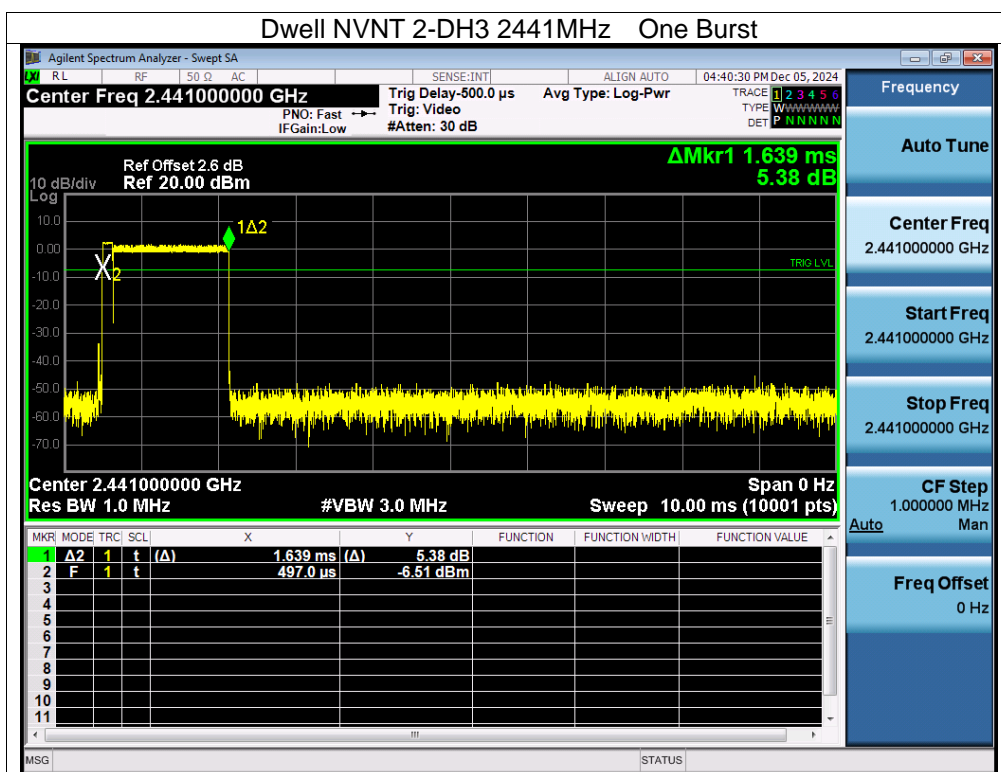 Dwell NVNT 2-DH3 2441MHz One Burst
Agilent Spectrum Analyzer - Swept SA
LXI RL RF 50 Ω AC SENSE:INT ALIGN AUTO 04:40:30 PM Dec 05, 2024
Center Freq 2.441000000 GHz
PNO: Fast
IFGain:Low
Trig Delay-500.0 µs
Trig: Video
#Atten: 30 dB
Avg Type: Log-Pwr
TRACE 1 2 3 4 5 6
TYPE WWWWWW
DET P N N N N N
Frequency
Auto Tune
Center Freq
2.441000000 GHz
Start Freq
2.441000000 GHz
Stop Freq
2.441000000 GHz
CF Step
1.000000 MHz
Auto Man
Freq Offset
0 Hz
ΔMkr1 1.639 ms
5.38 dB
Ref Offset 2.6 dB
10 dB/div Ref 20.00 dBm
Log
10.0
0.00
-10.0
-20.0
-30.0
-40.0
-50.0
-60.0
-70.0
1Δ2
2
TRIG LVL
Center 2.441000000 GHz Span 0 Hz
Res BW 1.0 MHz #VBW 3.0 MHz Sweep 10.00 ms (10001 pts)
MKR MODE TRC SCL X Y FUNCTION FUNCTION WIDTH FUNCTION VALUE
1 Δ2 1 t (Δ) 1.639 ms (Δ) 5.38 dB
2 F 1 t 497.0 µs -6.51 dBm
3
4
5
6
7
8
9
10
11
MSG STATUS